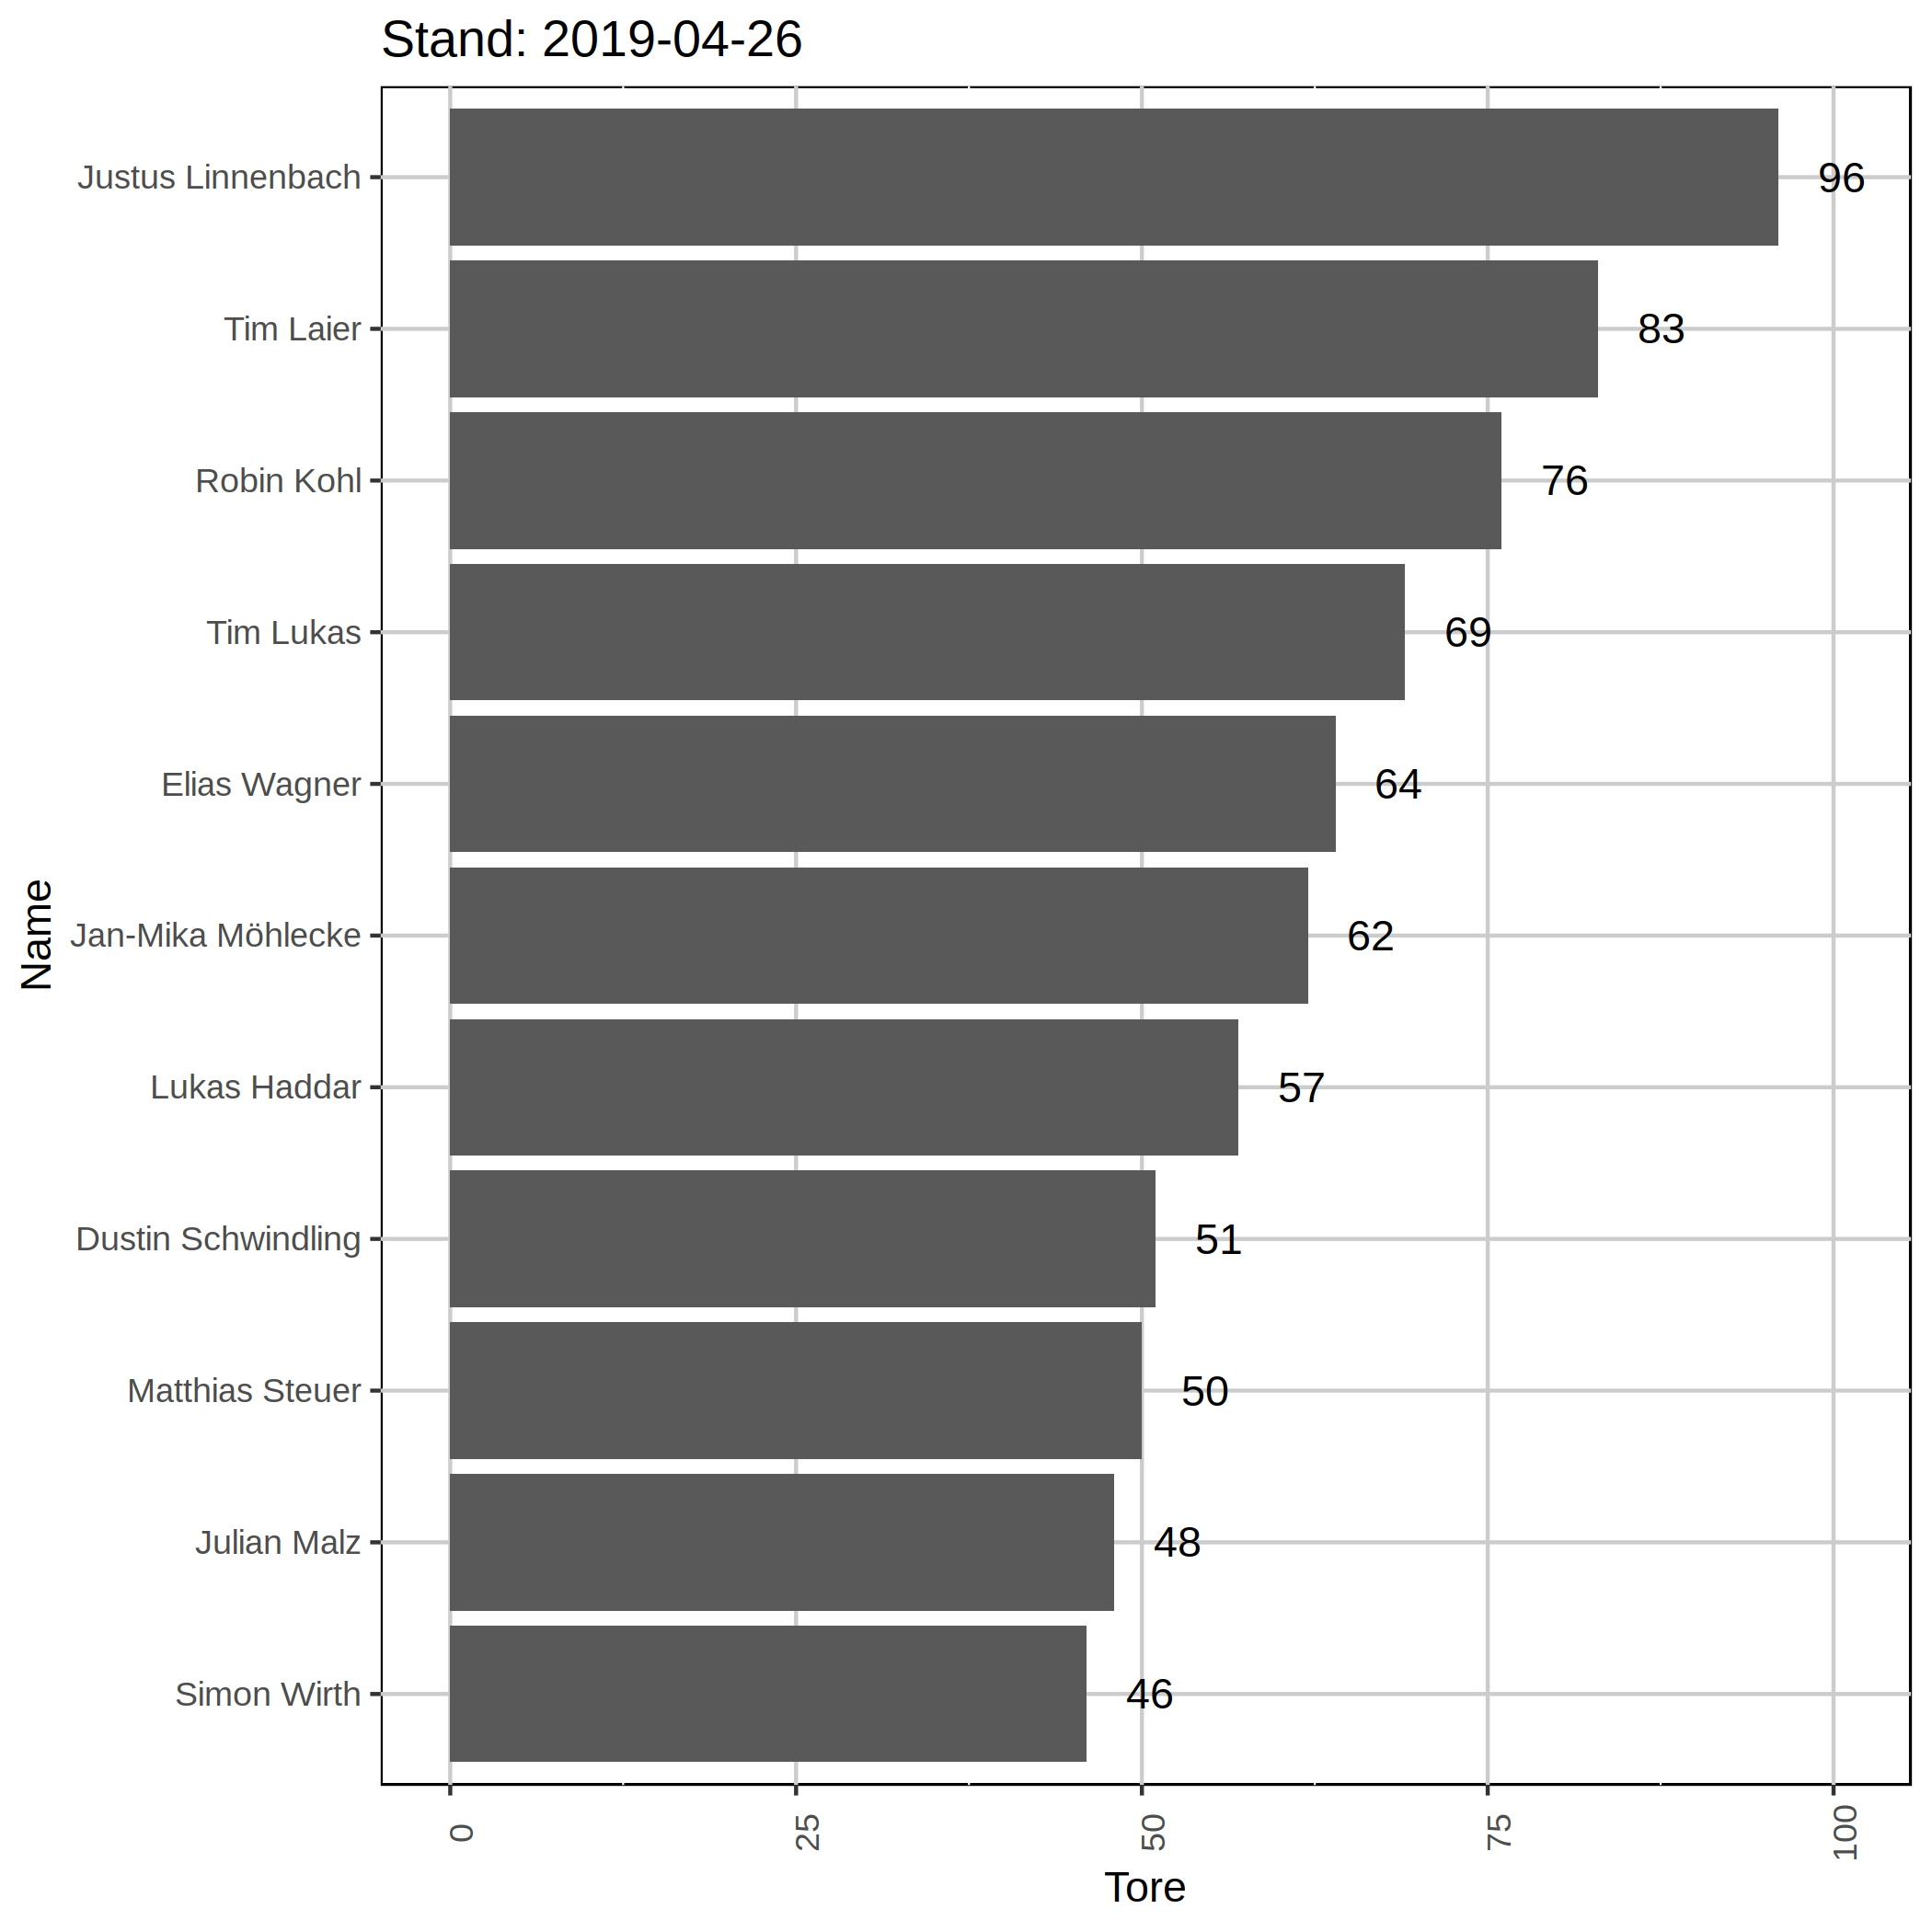 Stand: 2019-04-26
Name
Justus Linnenbach 96
Tim Laier 83
Robin Kohl 76
Tim Lukas 69
Elias Wagner 64
Jan-Mika Möhlecke 62
Lukas Haddar 57
Dustin Schwindling 51
Matthias Steuer 50
Julian Malz 48
Simon Wirth 46
0 25 50 75 100
Tore